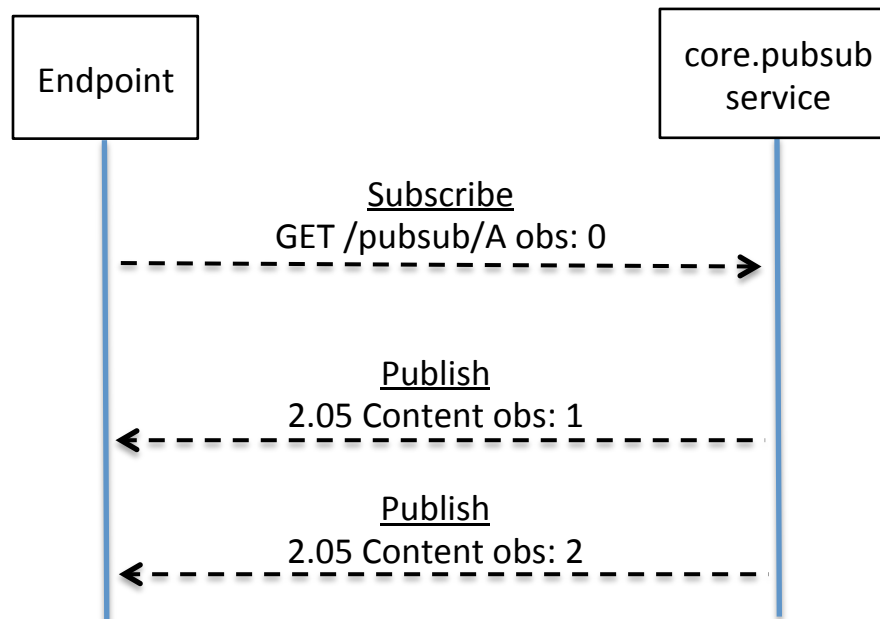 Endpoint
core.pubsub
service
Subscribe
GET /pubsub/A obs: 0
Publish
2.05 Content obs: 1
Publish
2.05 Content obs: 2